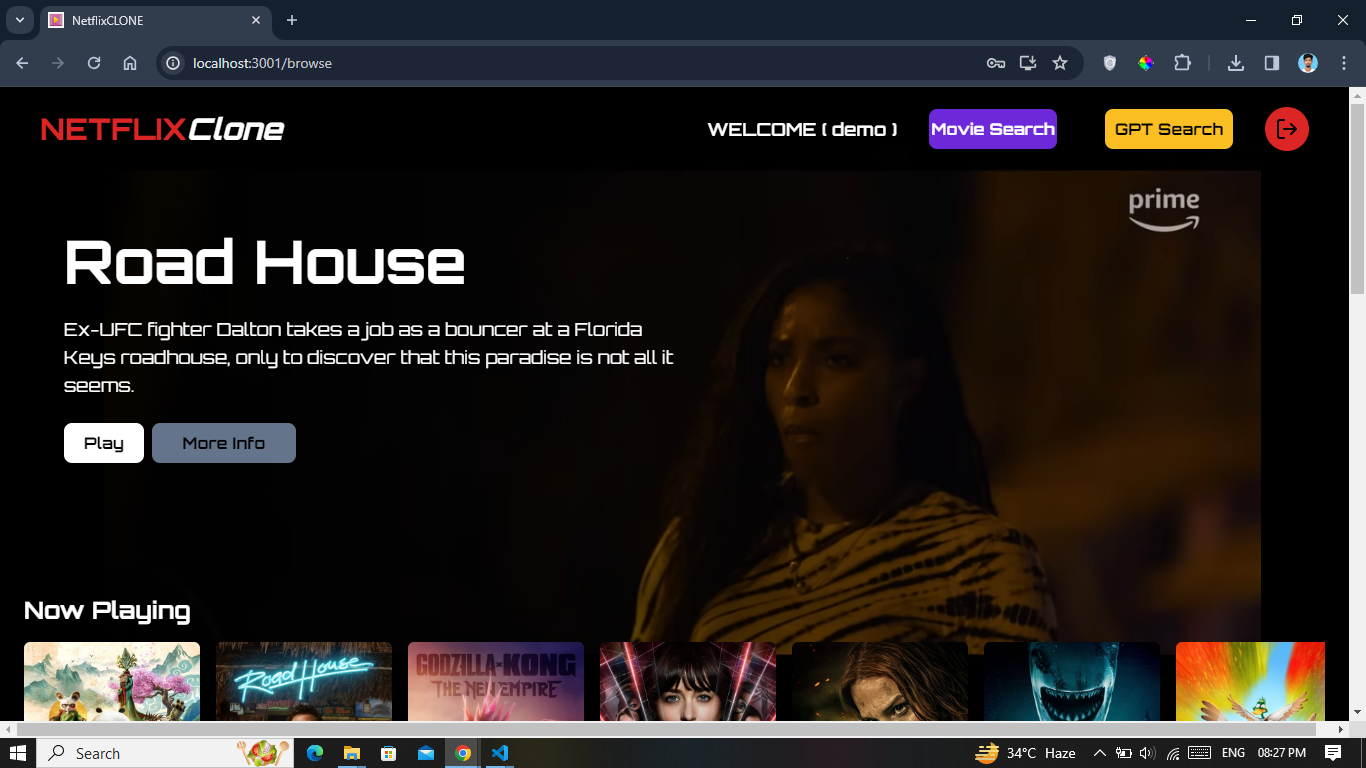 NetflixCLONE
localhost:3001/browse
NETFLIXClone
WELCOME ( demo )
Movie Search
GPT Search
prime
Road House
Ex-UFC fighter Dalton takes a job as a bouncer at a Florida
Keys roadhouse, only to discover that this paradise is not all it
seems.
Play
More Info
Now Playing
Road House
GODZILLA x KONG
THE NEW EMPIRE
Search
34°C Haze
ENG
08:27 PM